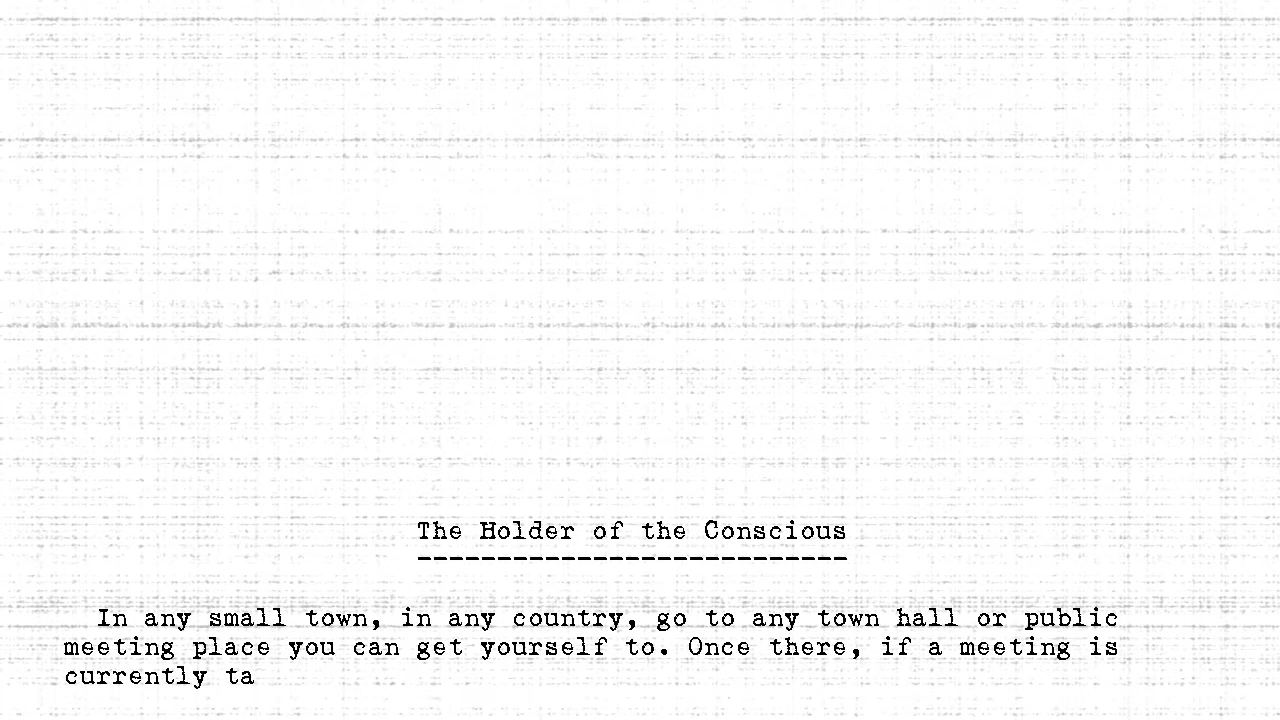 The Holder of the Conscious
---------------------------
In any small town, in any country, go to any town hall or public
meeting place you can get yourself to. Once there, if a meeting is
currently ta